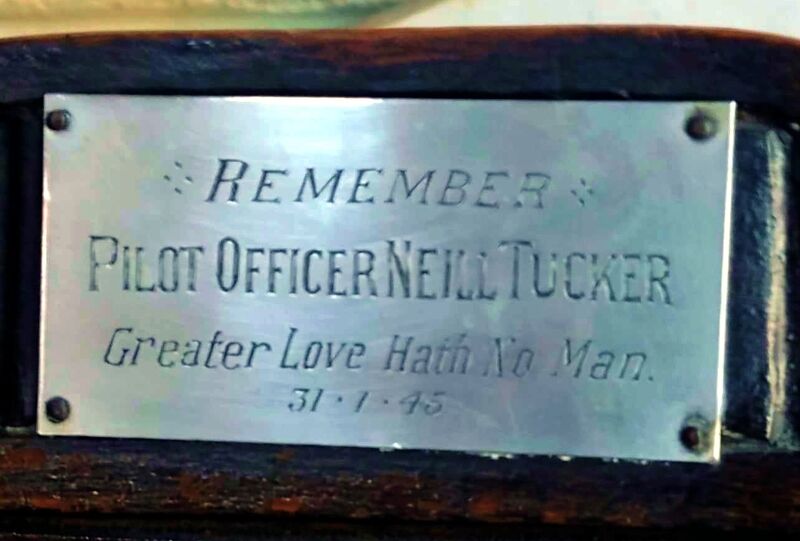 REMEMBER
PILOT OFFICER NEILL TUCKER
Greater Love Hath No Man.
31·1·45